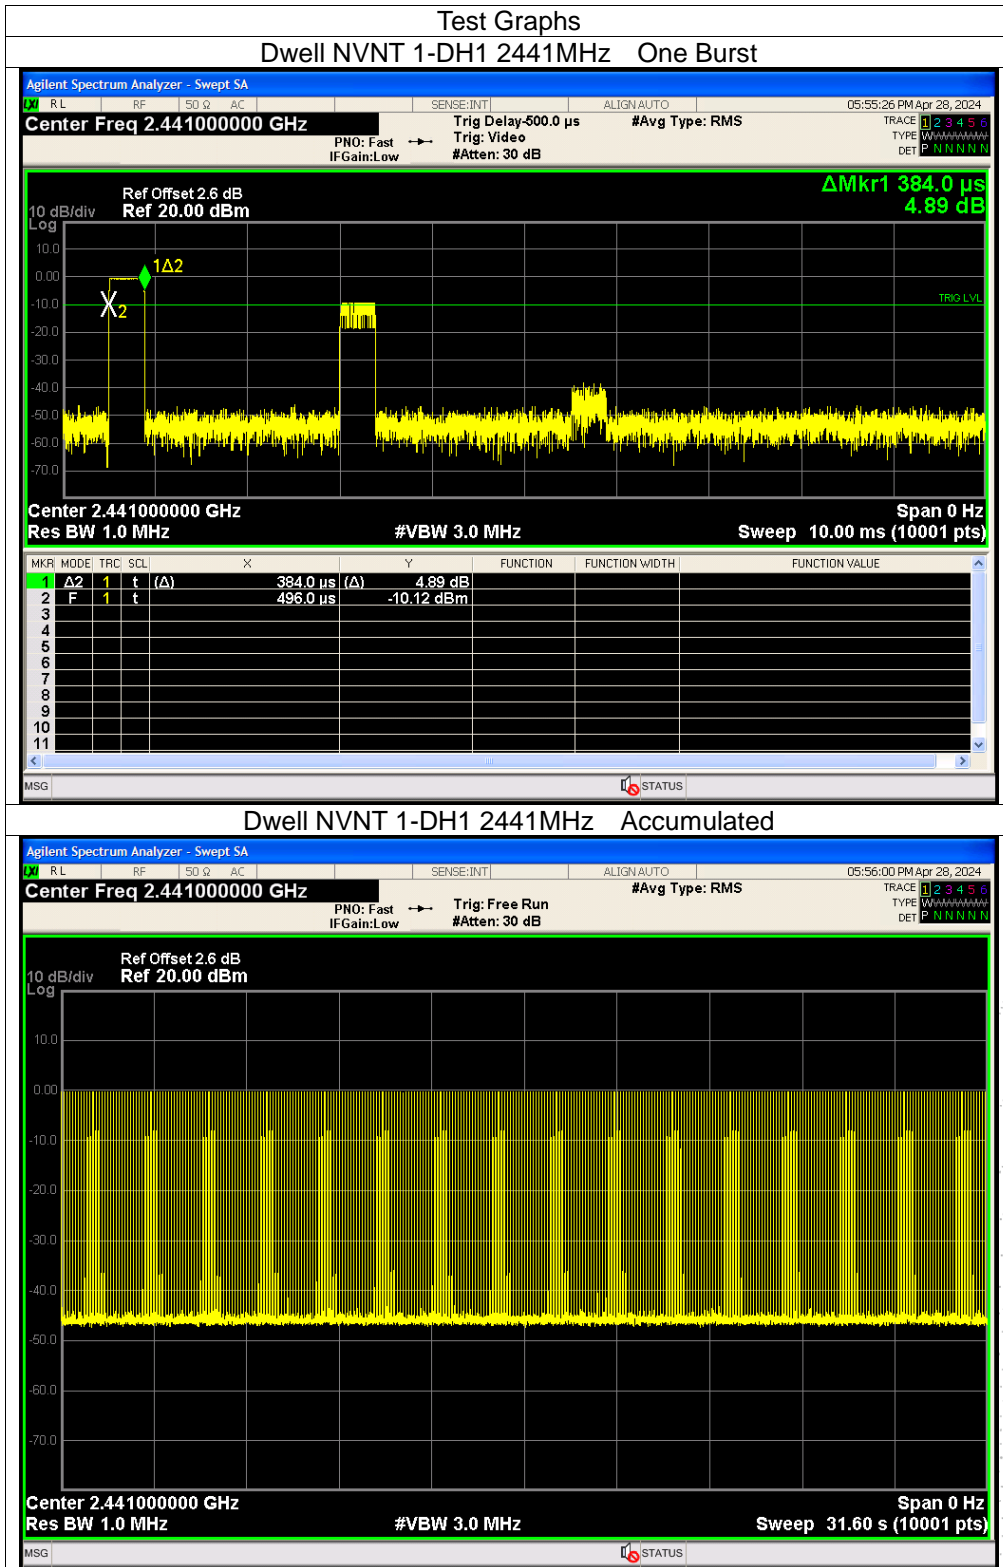 Test Graphs
Dwell NVNT 1-DH1 2441MHz One Burst
Agilent Spectrum Analyzer - Swept SA
LXI RL RF 50 Ω AC SENSE:INT ALIGN AUTO 05:55:26 PM Apr 28, 2024
Center Freq 2.441000000 GHz Trig Delay-500.0 µs #Avg Type: RMS TRACE 1 2 3 4 5 6
PNO: Fast Trig: Video TYPE W
IFGain:Low #Atten: 30 dB DET P N N N N N
ΔMkr1 384.0 µs
Ref Offset 2.6 dB
10 dB/div Ref 20.00 dBm 4.89 dB
Log
10.0
0.00
1Δ2
-10.0
X2
TRIG LVL
-20.0
-30.0
-40.0
-50.0
-60.0
-70.0
Center 2.441000000 GHz Span 0 Hz
Res BW 1.0 MHz #VBW 3.0 MHz Sweep 10.00 ms (10001 pts)
MKR MODE TRC SCL X Y FUNCTION FUNCTION WIDTH FUNCTION VALUE
1 Δ2 1 t (Δ) 384.0 µs (Δ) 4.89 dB
2 F 1 t 496.0 µs -10.12 dBm
3
4
5
6
7
8
9
10
11
MSG STATUS
Dwell NVNT 1-DH1 2441MHz Accumulated
Agilent Spectrum Analyzer - Swept SA
LXI RL RF 50 Ω AC SENSE:INT ALIGN AUTO 05:56:00 PM Apr 28, 2024
Center Freq 2.441000000 GHz #Avg Type: RMS TRACE 1 2 3 4 5 6
PNO: Fast Trig: Free Run TYPE W
IFGain:Low #Atten: 30 dB DET P N N N N N
Ref Offset 2.6 dB
10 dB/div Ref 20.00 dBm
Log
10.0
0.00
-10.0
-20.0
-30.0
-40.0
-50.0
-60.0
-70.0
Center 2.441000000 GHz Span 0 Hz
Res BW 1.0 MHz #VBW 3.0 MHz Sweep 31.60 s (10001 pts)
MSG STATUS